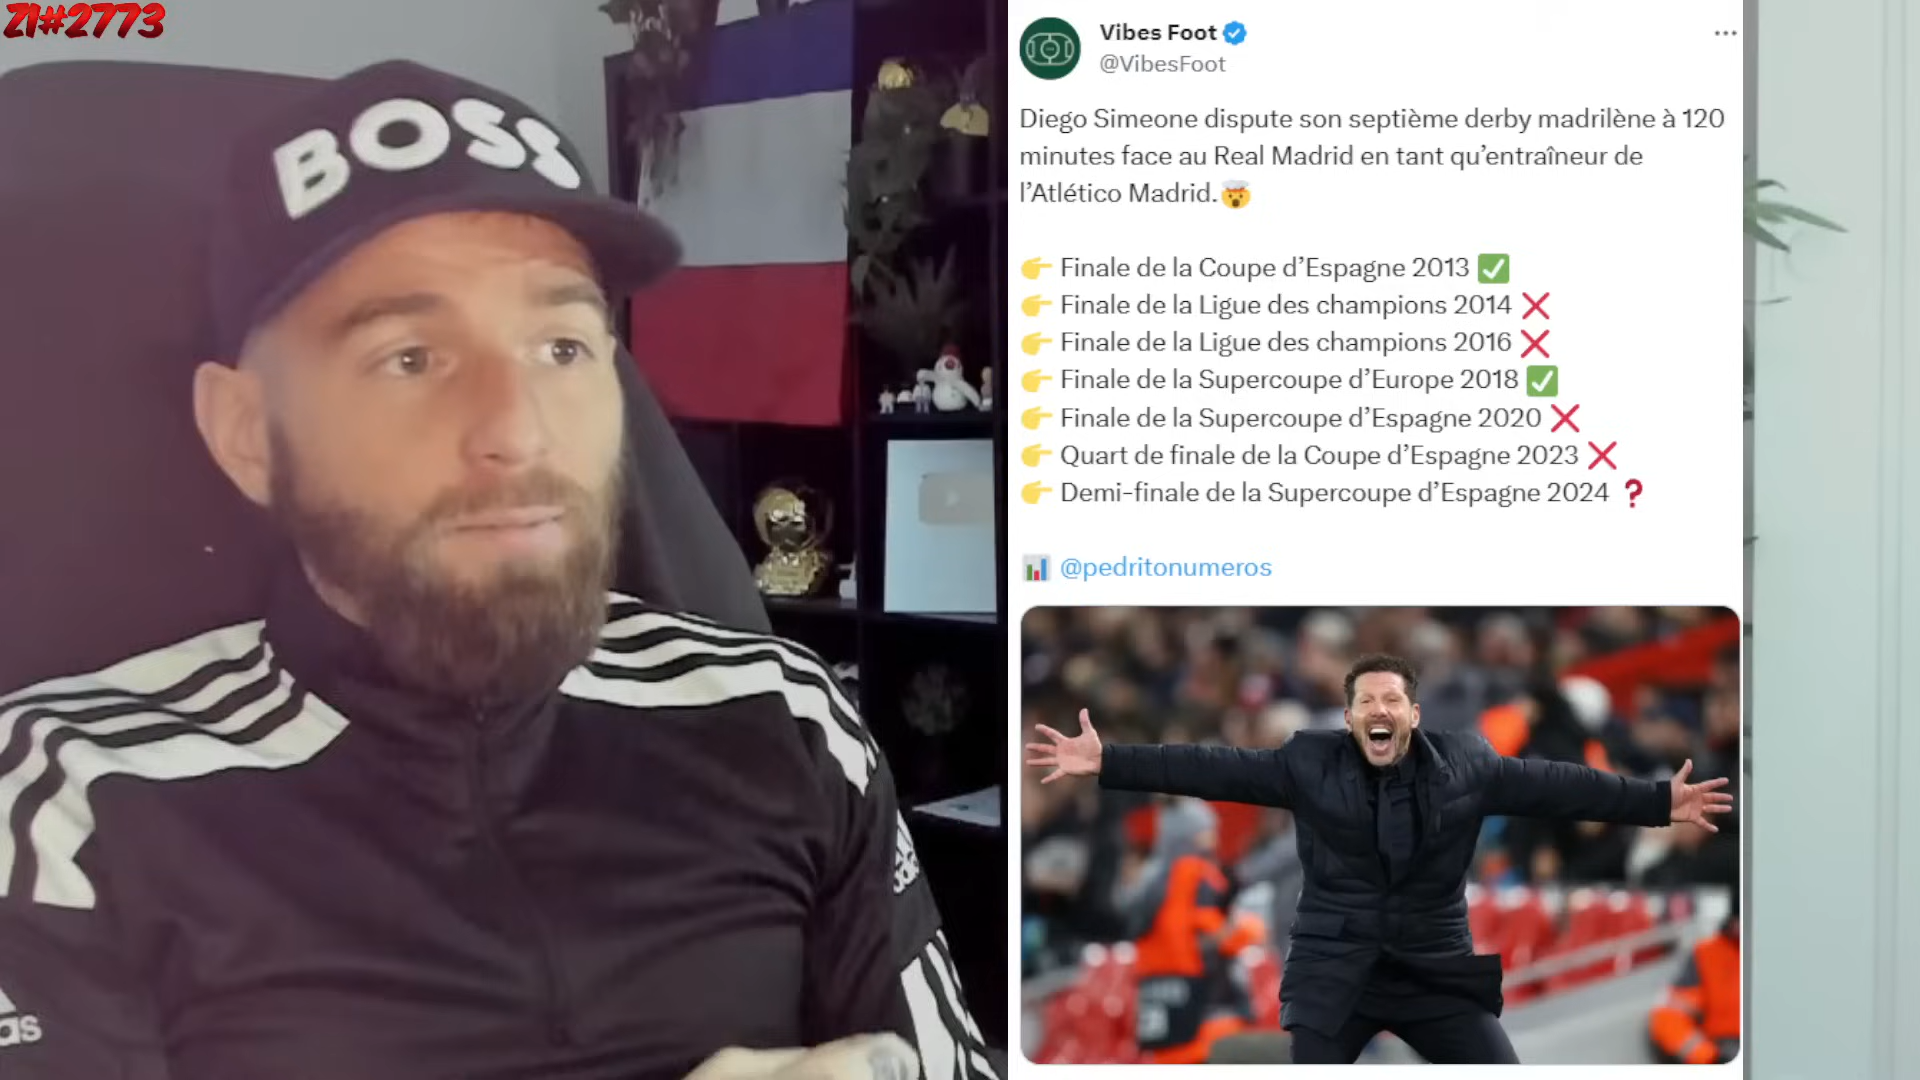 Z1#2773
BOSS
as
Vibes Foot
@VibesFoot
Diego Simeone dispute son septième derby madrilène à 120
minutes face au Real Madrid en tant qu’entraîneur de
l’Atlético Madrid.🤯
👉 Finale de la Coupe d’Espagne 2013 ✅
👉 Finale de la Ligue des champions 2014 ❌
👉 Finale de la Ligue des champions 2016 ❌
👉 Finale de la Supercoupe d’Europe 2018 ✅
👉 Finale de la Supercoupe d’Espagne 2020 ❌
👉 Quart de finale de la Coupe d’Espagne 2023 ❌
👉 Demi-finale de la Supercoupe d’Espagne 2024 ❓
📊 @pedritonumeros